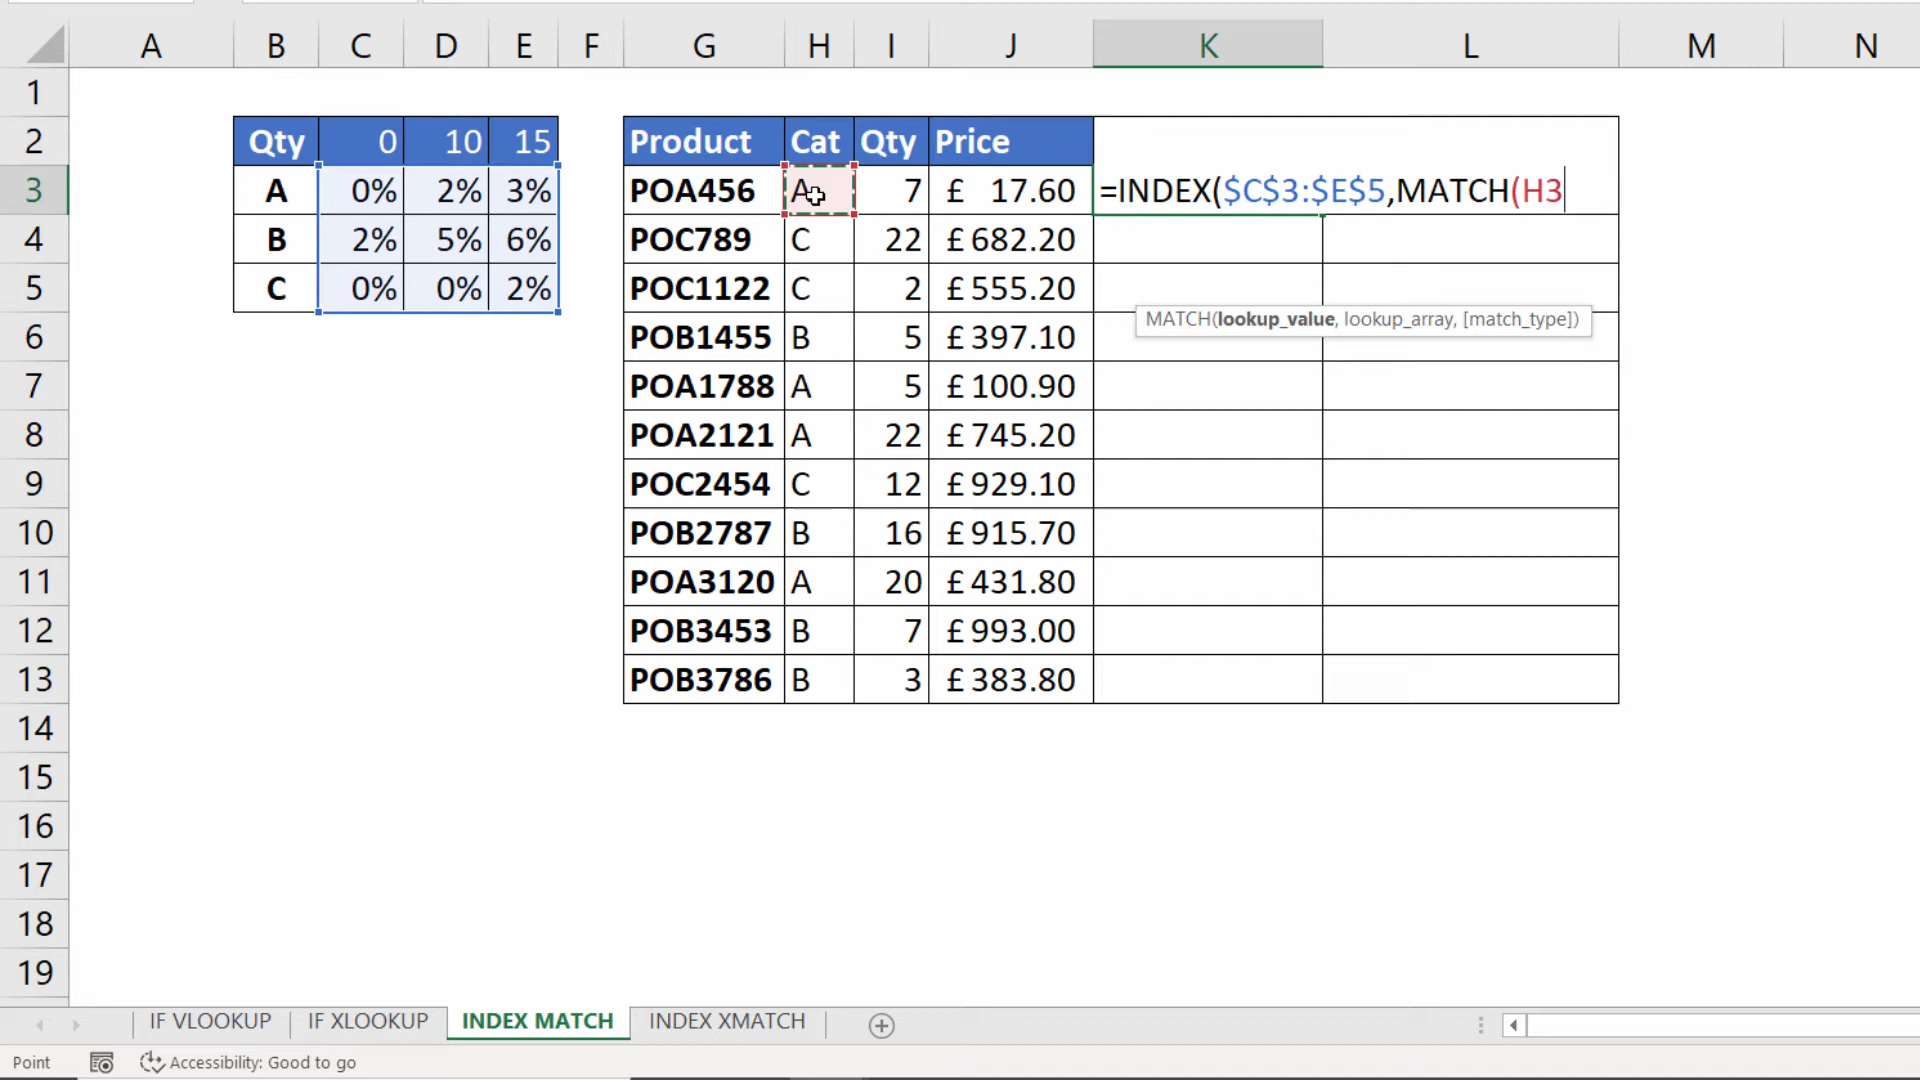 A B C D E F G H I J K L M N
1
2 Qty 0 10 15 Product Cat Qty Price
3 A 0% 2% 3% POA456 A 7 £ 17.60 =INDEX($C$3:$E$5,MATCH(H3
4 B 2% 5% 6% POC789 C 22 £ 682.20
5 C 0% 0% 2% POC1122 C 2 £ 555.20
MATCH(lookup_value, lookup_array, [match_type])
6 POB1455 B 5 £ 397.10
7 POA1788 A 5 £ 100.90
8 POA2121 A 22 £ 745.20
9 POC2454 C 12 £ 929.10
10 POB2787 B 16 £ 915.70
11 POA3120 A 20 £ 431.80
12 POB3453 B 7 £ 993.00
13 POB3786 B 3 £ 383.80
14
15
16
17
18
19
IF VLOOKUP IF XLOOKUP INDEX MATCH INDEX XMATCH
Point Accessibility: Good to go